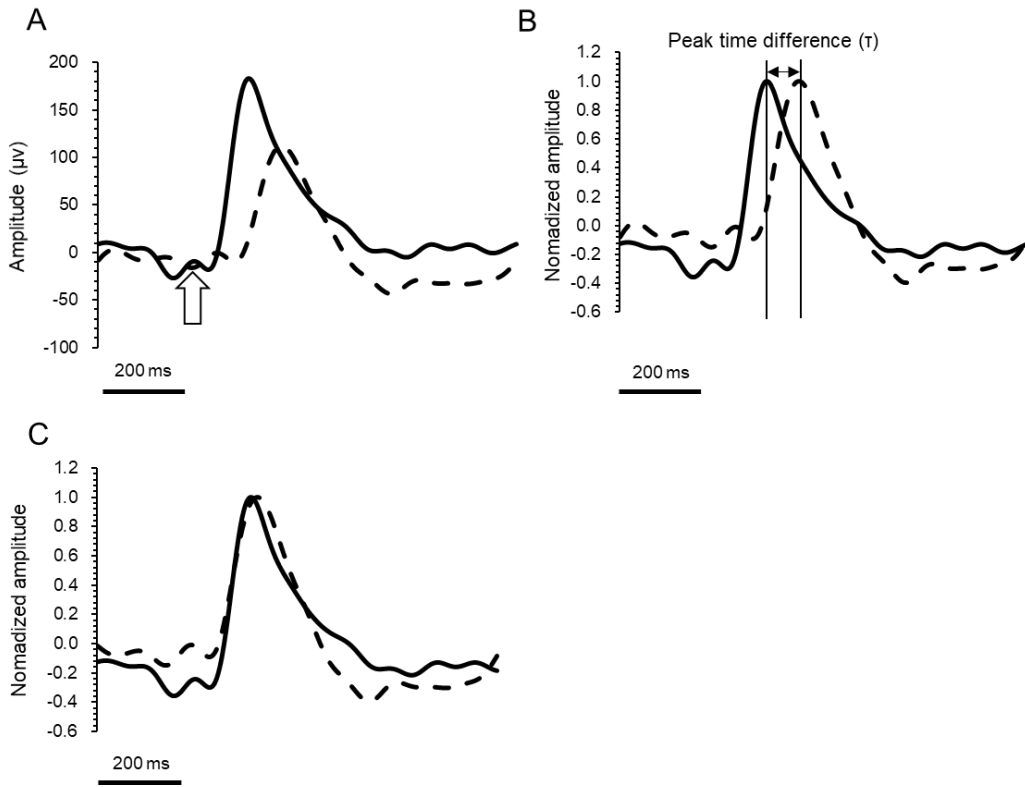 A
Amplitude (μv)
200
150
100
50
0
-50
-100
200 ms
B
Peak time difference (τ)
Nomadized amplitude
1.2
1.0
0.8
0.6
0.4
0.2
0.0
-0.2
-0.4
-0.6
200 ms
C
Nomadized amplitude
1.2
1.0
0.8
0.6
0.4
0.2
0.0
-0.2
-0.4
-0.6
200 ms